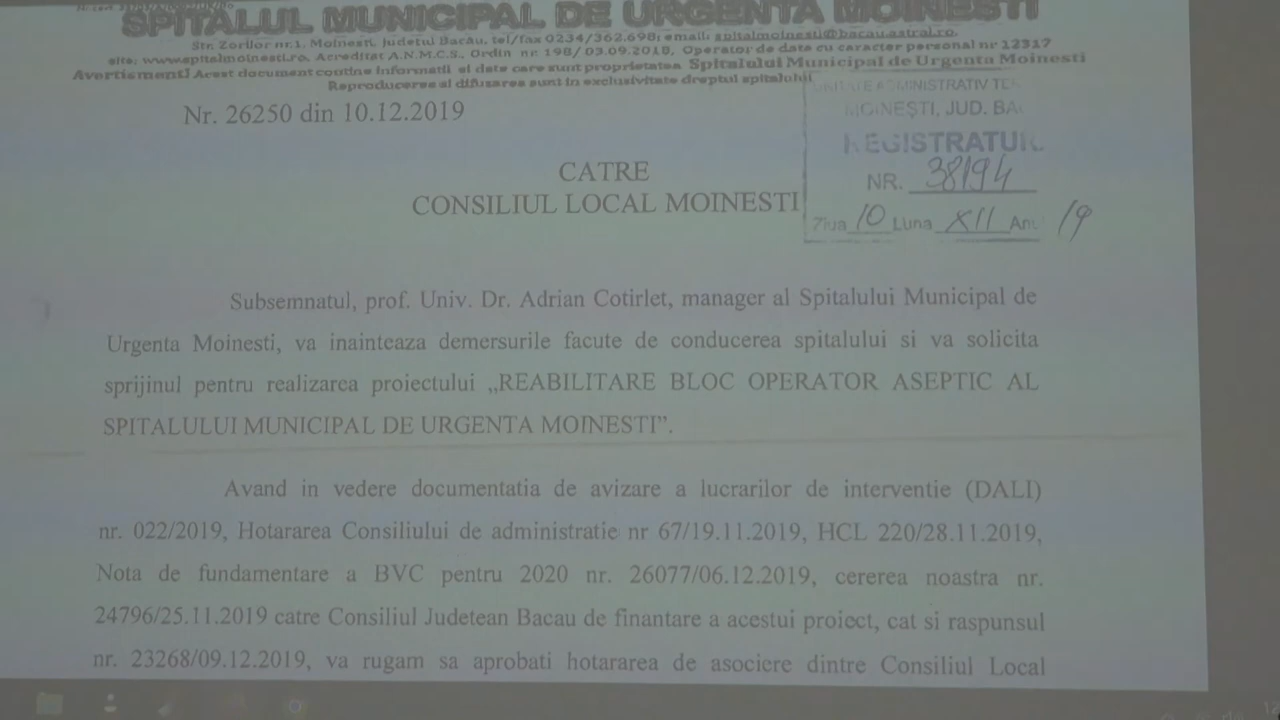 SPITALUL MUNICIPAL DE URGENTA MOINESTI
Str. Zorilor nr.1, Moinesti, Judetul Bacău, tel/fax 0234/362.698; email: spitalmoinesti@bacau.astral.ro,
site: www.spitalmoinesti.ro, Acreditat A.N.M.C.S., Ordin nr. 198/ 03.09.2018, Operator de date cu caracter personal nr 12317
Avertisment! Acest document contine informatii si date care sunt proprietatea Spitalului Municipal de Urgenta Moinesti
Reproducerea si difuzarea sunt in exclusivitate dreptul spitalului
ADMINISTRATIV
MOINEȘTI, JUD.
Nr. 26250 din 10.12.2019
NR. 38194
Ziua 10 Luna XII 19
CATRE
CONSILIUL LOCAL MOINESTI
Subsemnatul, prof. Univ. Dr. Adrian Cotirlet, manager al Spitalului Municipal de
Urgenta Moinesti, va inainteaza demersurile facute de conducerea spitalului si va solicita
sprijinul pentru realizarea proiectului „REABILITARE BLOC OPERATOR ASEPTIC AL
SPITALULUI MUNICIPAL DE URGENTA MOINESTI”.
Avand in vedere documentatia de avizare a lucrarilor de interventie (DALI)
nr. 022/2019, Hotararea Consiliului de administratie nr 67/19.11.2019, HCL 220/28.11.2019,
Nota de fundamentare a BVC pentru 2020 nr. 26077/06.12.2019, cererea noastra nr.
24796/25.11.2019 catre Consiliul Judetean Bacau de finantare a acestui proiect, cat si raspunsul
nr. 23268/09.12.2019, va rugam sa aprobati hotararea de asociere dintre Consiliul Local